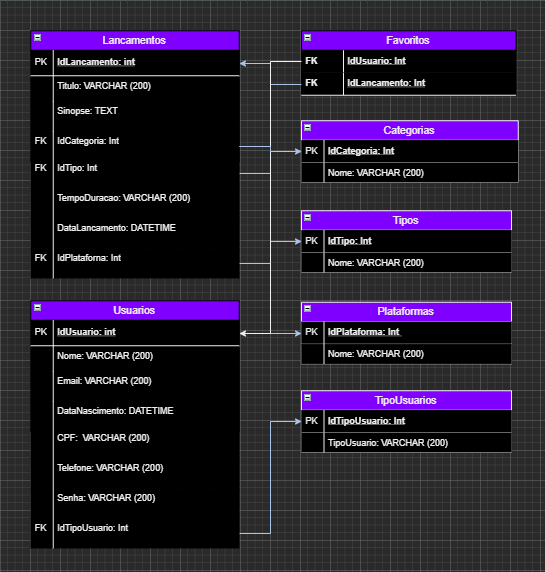 Lancamentos
PK IdLancamento: int
Titulo: VARCHAR (200)
Sinopse: TEXT
FK IdCategoria: Int
FK IdTipo: Int
TempoDuracao: VARCHAR (200)
DataLancamento: DATETIME
FK IdPlataforna: Int
Usuarios
PK IdUsuario: int
Nome: VARCHAR (200)
Email: VARCHAR (200)
DataNascimento: DATETIME
CPF: VARCHAR (200)
Telefone: VARCHAR (200)
Senha: VARCHAR (200)
FK IdTipoUsuario: Int
Favoritos
FK IdUsuario: Int
FK IdLancamento: Int
Categorias
PK IdCategoria: Int
Nome: VARCHAR (200)
Tipos
PK IdTipo: Int
Nome: VARCHAR (200)
Plataformas
PK IdPlataforma: Int
Nome: VARCHAR (200)
TipoUsuarios
PK IdTipoUsuario: Int
TipoUsuario: VARCHAR (200)